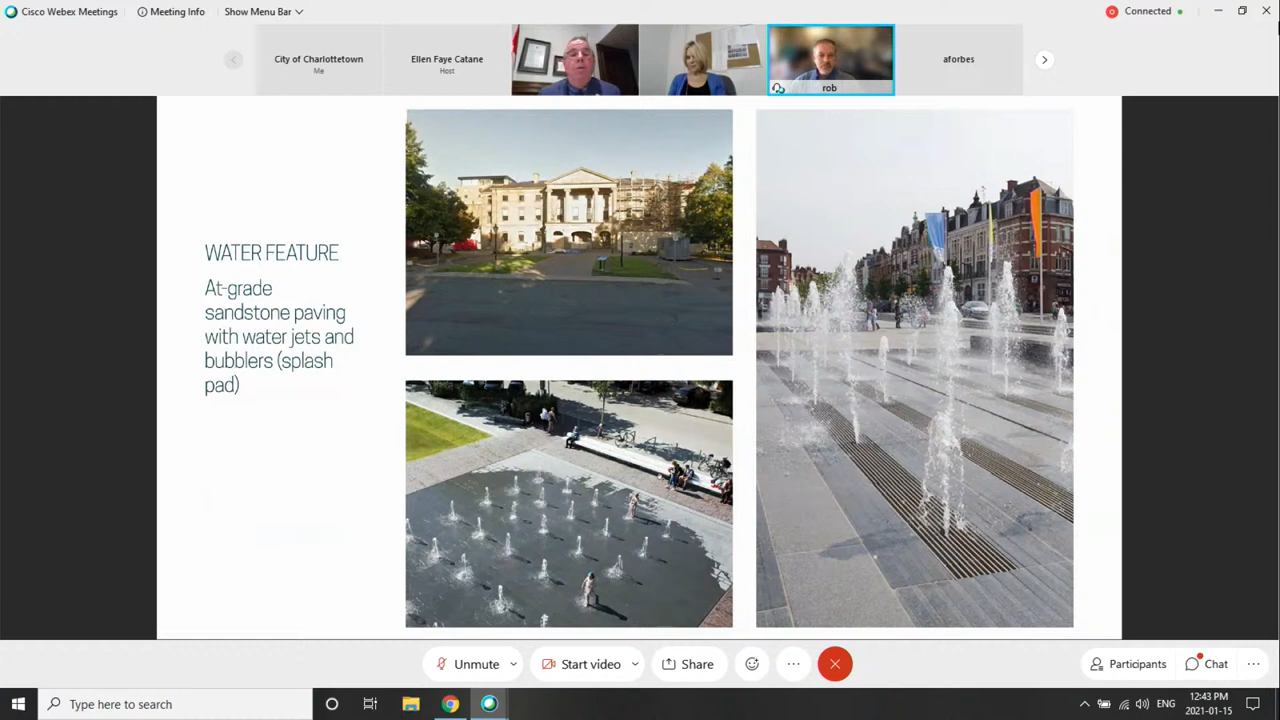 Cisco Webex Meetings
Meeting Info
Show Menu Bar
Connected
City of Charlottetown
Me
Ellen Faye Catane
Host
rob
aforbes
WATER FEATURE
At-grade
sandstone paving
with water jets and
bubblers (splash
pad)
Unmute
Start video
Share
Participants
Chat
Type here to search
ENG
12:43 PM
2021-01-15